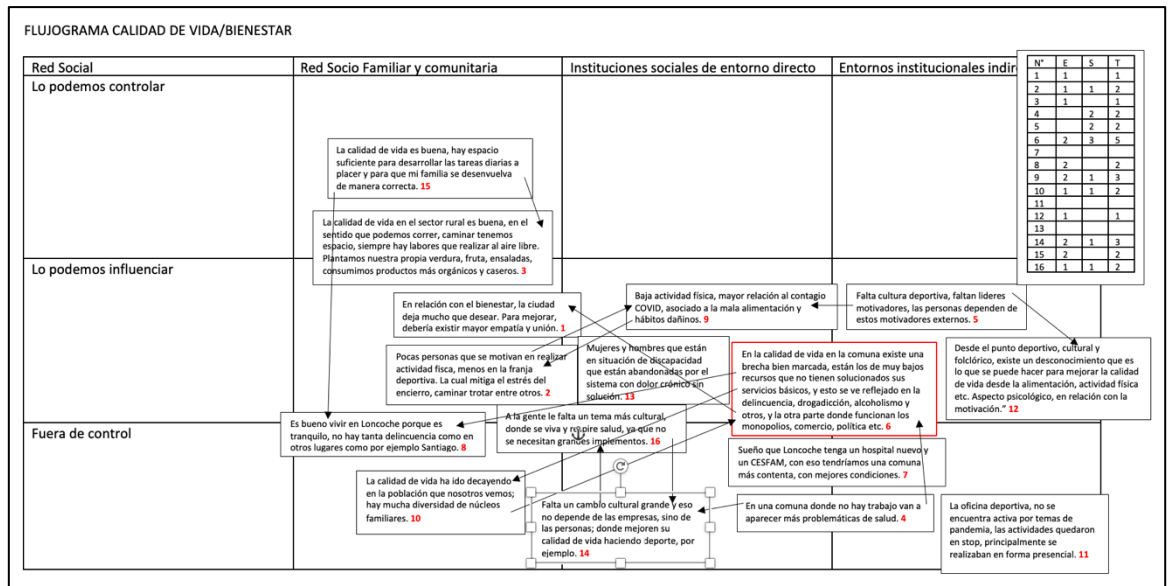 FLUJOGRAMA CALIDAD DE VIDA/BIENESTAR
Red Social
Red Socio Familiar y comunitaria
Instituciones sociales de entorno directo
Entornos institucionales indir
N° E S T
1 1 1
2 1 1 2
3 1 1
4 2 2
5 2 2
6 2 3 5
7
8 2 2
9 2 1 3
10 1 1 2
11
12 1 1
13
14 2 1 3
15 2 2
16 1 1 2
Lo podemos controlar
La calidad de vida es buena, hay espacio
suficiente para desarrollar las tareas diarias a
placer y para que mi familia se desenvuelva
de manera correcta. 15
La calidad de vida en el sector rural es buena, en el
sentido que podemos correr, caminar tenemos
espacio, siempre hay labores que realizar al aire libre.
Plantamos nuestra propia verdura, fruta, ensaladas,
consumimos productos más orgánicos y caseros. 3
Lo podemos influenciar
En relación con el bienestar, la ciudad
deja mucho que desear. Para mejorar,
debería existir mayor empatía y unión. 1
Baja actividad física, mayor relación al contagio
COVID, asociado a la mala alimentación y
hábitos dañinos. 9
Falta cultura deportiva, faltan lideres
motivadores, las personas dependen de
estos motivadores externos. 5
Pocas personas que se motivan en realizar
actividad fisca, menos en la franja
deportiva. La cual mitiga el estrés del
encierro, caminar trotar entre otros. 2
Mujeres y hombres que están
en situación de discapacidad
que están abandonadas por el
sistema con dolor crónico sin
solución. 13
En la calidad de vida en la comuna existe una
brecha bien marcada, están los de muy bajos
recursos que no tienen solucionados sus
servicios básicos, y esto se ve reflejado en la
delincuencia, drogadicción, alcoholismo y
otros, y la otra parte donde funcionan los
monopolios, comercio, política etc. 6
Desde el punto deportivo, cultural y
folclórico, existe un desconocimiento que es
lo que se puede hacer para mejorar la calidad
de vida desde la alimentación, actividad física
etc. Aspecto psicológico, en relación con la
motivación.” 12
Fuera de control
Es bueno vivir en Loncoche porque es
tranquilo, no hay tanta delincuencia como en
otros lugares como por ejemplo Santiago. 8
A la gente le falta un tema más cultural,
donde se viva y respire salud, ya que no
se necesitan grandes implementos. 16
Sueño que Loncoche tenga un hospital nuevo y
un CESFAM, con eso tendríamos una comuna
más contenta, con mejores condiciones. 7
La calidad de vida ha ido decayendo
en la población que nosotros vemos;
hay mucha diversidad de núcleos
familiares. 10
Falta un cambio cultural grande y eso
no depende de las empresas, sino de
las personas; donde mejoren su
calidad de vida haciendo deporte, por
ejemplo. 14
En una comuna donde no hay trabajo van a
aparecer más problemáticas de salud. 4
La oficina deportiva, no se
encuentra activa por temas de
pandemia, las actividades quedaron
en stop, principalmente se
realizaban en forma presencial. 11